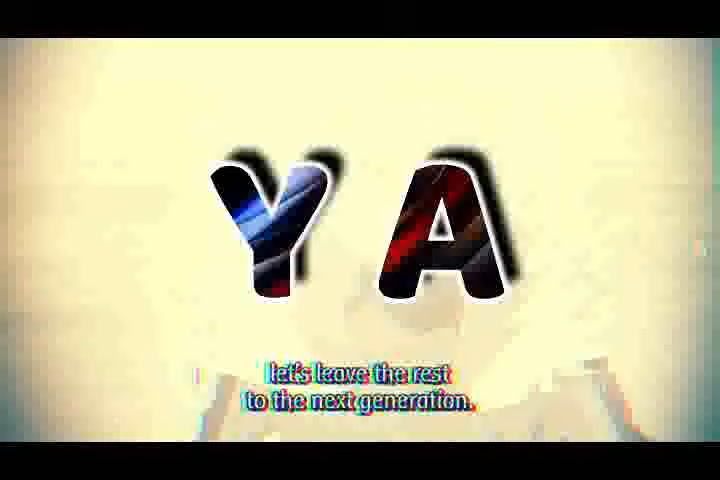 Y A
let's leave the rest
to the next generation.